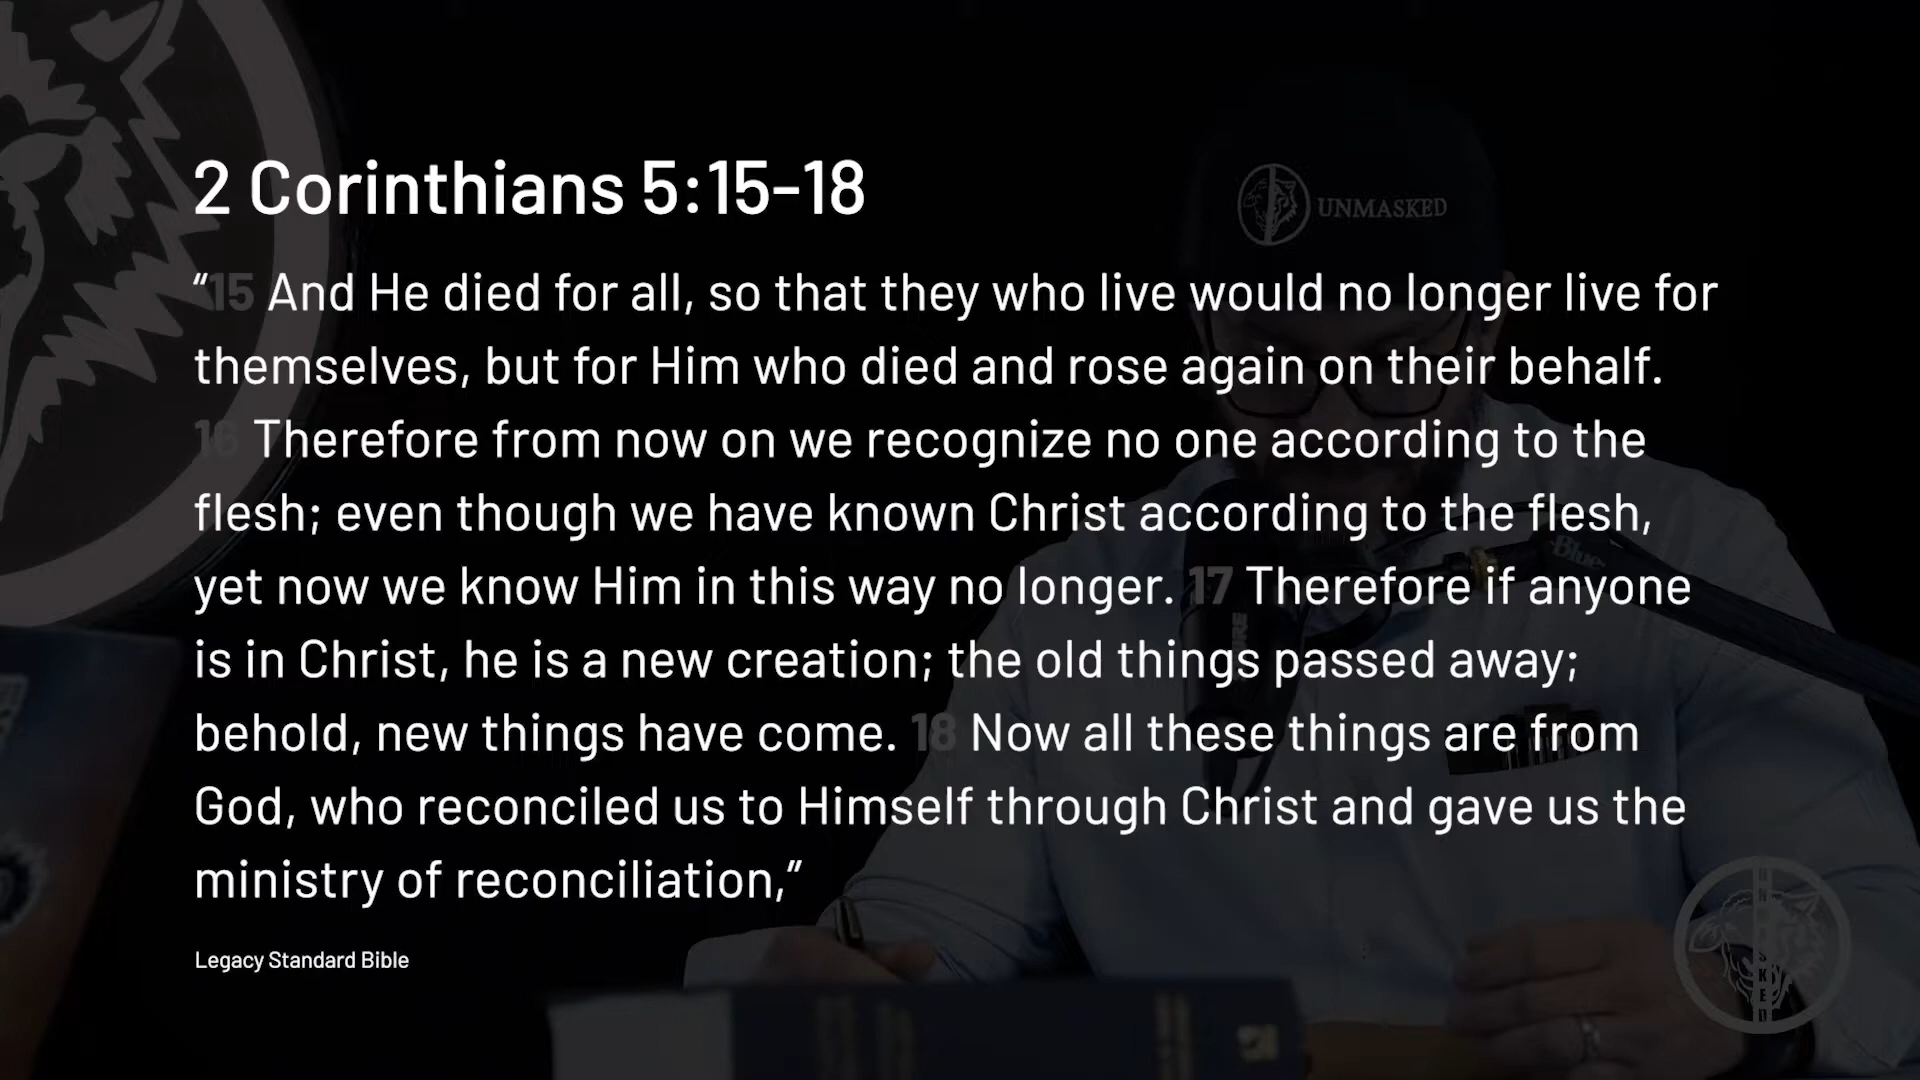 2 Corinthians 5:15-18
UNMASKED
“15 And He died for all, so that they who live would no longer live for
themselves, but for Him who died and rose again on their behalf.
16 Therefore from now on we recognize no one according to the
flesh; even though we have known Christ according to the flesh,
yet now we know Him in this way no longer. 17 Therefore if anyone
is in Christ, he is a new creation; the old things passed away;
behold, new things have come. 18 Now all these things are from
God, who reconciled us to Himself through Christ and gave us the
ministry of reconciliation,”
Legacy Standard Bible
Blue
UNMASKED